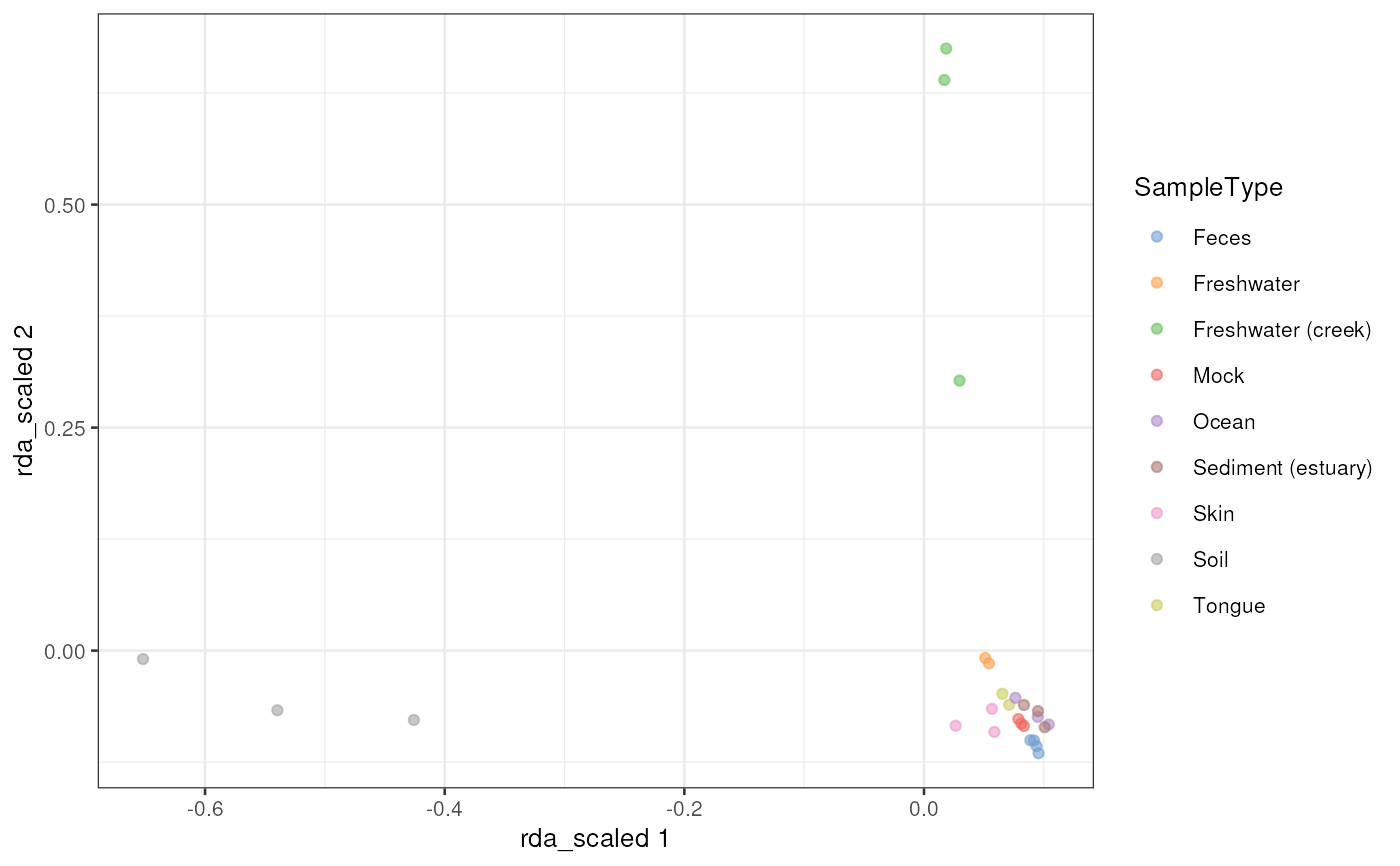 0.50
0.25
0.00
rda_scaled 2
-0.6
-0.4
-0.2
0.0
rda_scaled 1
SampleType
Feces
Freshwater
Freshwater (creek)
Mock
Ocean
Sediment (estuary)
Skin
Soil
Tongue